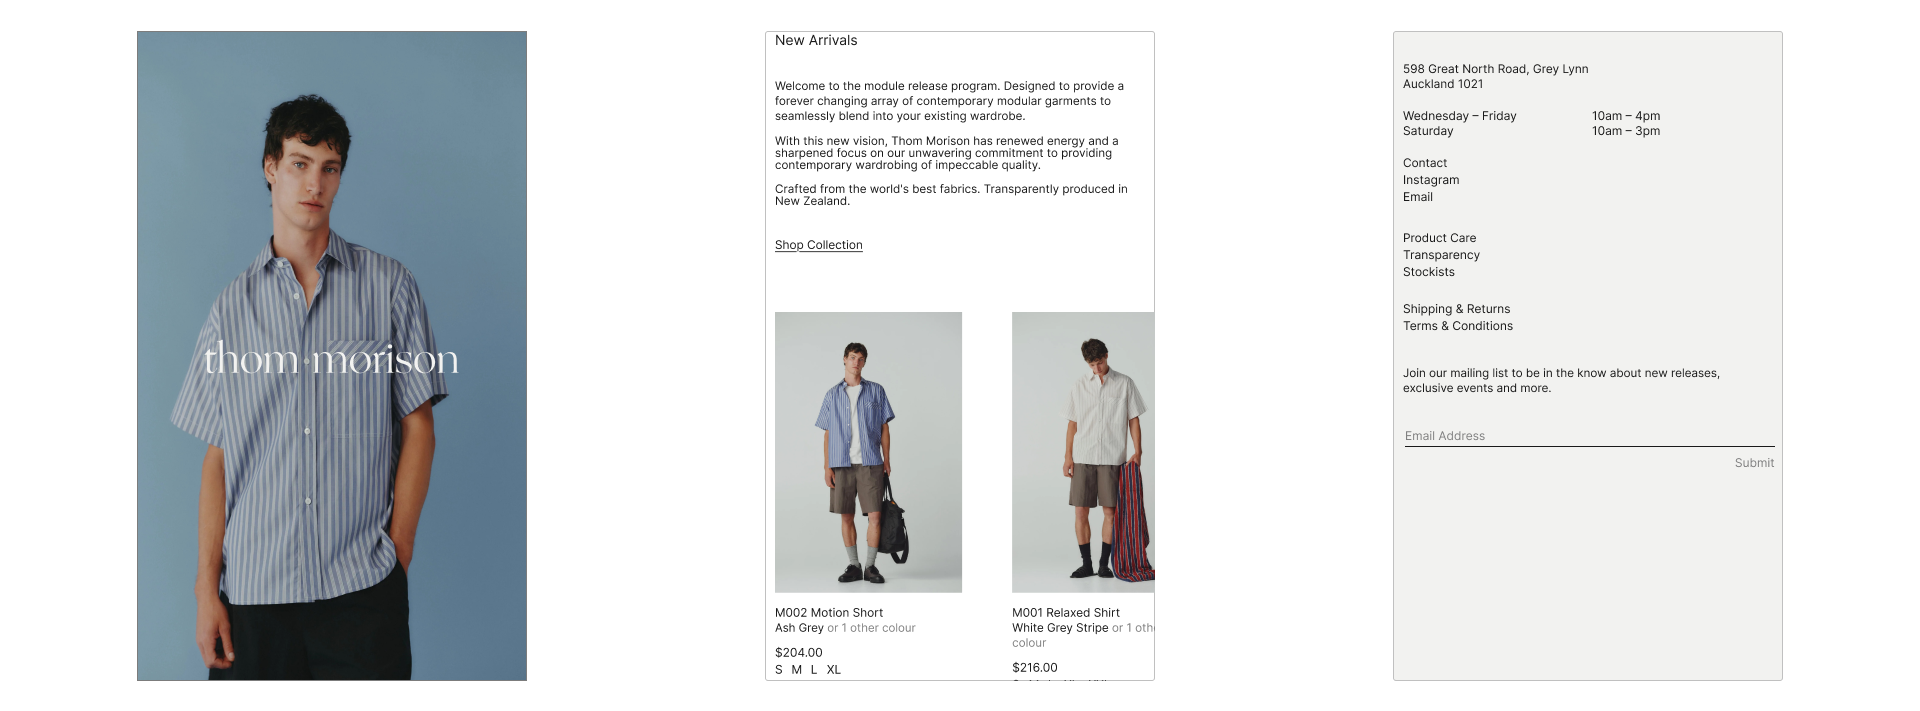 thom morison
New Arrivals
Welcome to the module release program. Designed to provide a
forever changing array of contemporary modular garments to
seamlessly blend into your existing wardrobe.
With this new vision, Thom Morison has renewed energy and a
sharpened focus on our unwavering commitment to providing
contemporary wardrobing of impeccable quality.
Crafted from the world's best fabrics. Transparently produced in
New Zealand.
Shop Collection
M002 Motion Short
Ash Grey or 1 other colour
$204.00
S M L XL
M001 Relaxed Shirt
White Grey Stripe or 1 othe
colour
$216.00
598 Great North Road, Grey Lynn
Auckland 1021
Wednesday – Friday 10am – 4pm
Saturday 10am – 3pm
Contact
Instagram
Email
Product Care
Transparency
Stockists
Shipping & Returns
Terms & Conditions
Join our mailing list to be in the know about new releases,
exclusive events and more.
Email Address
Submit